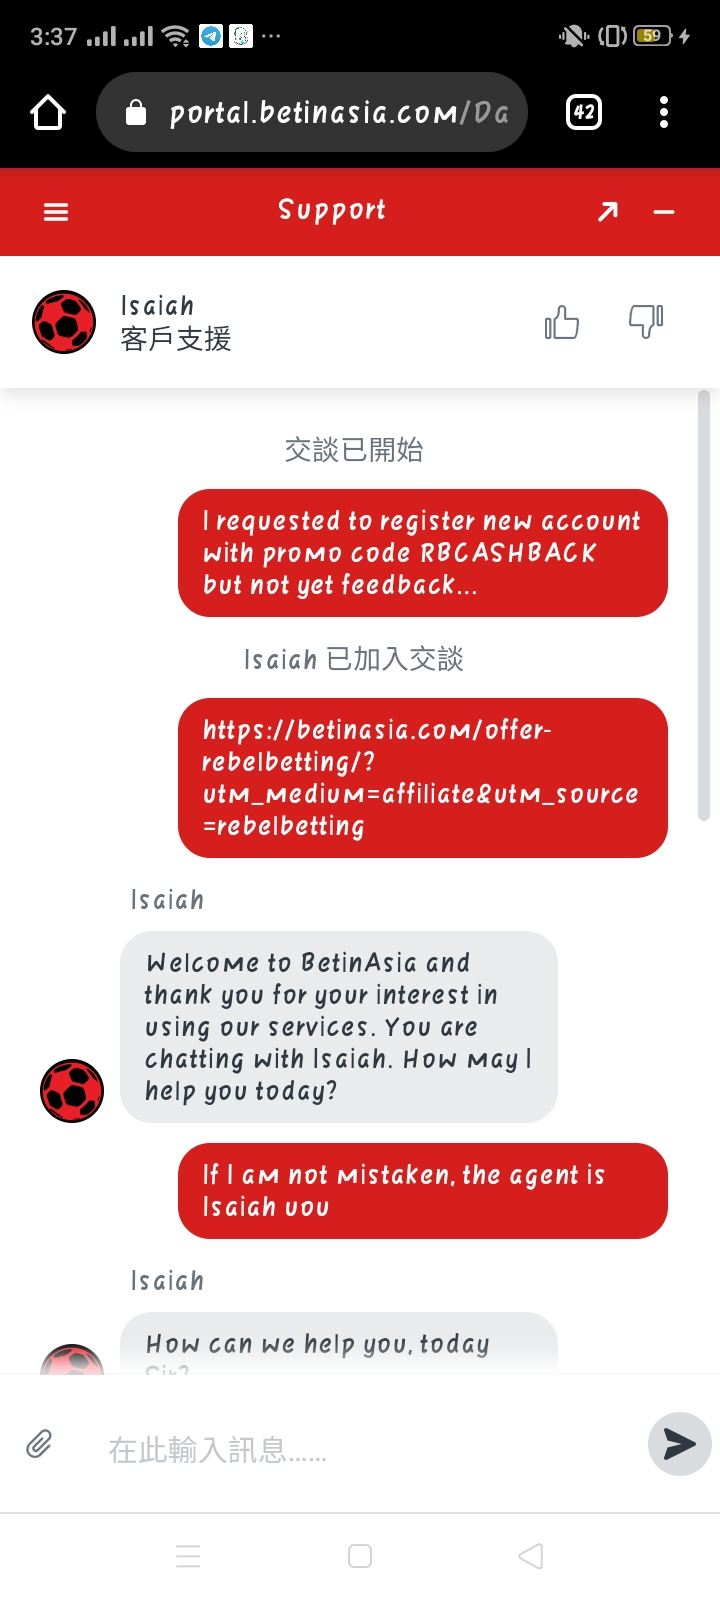 3:37
59
portal.betinasia.com/Da
42
Support
Isaiah
客戶支援
交談已開始
I requested to register new account
with promo code RBCASHBACK
but not yet feedback...
Isaiah 已加入交談
https://betinasia.com/offer-
rebelbetting/?
utm_medium=affiliate&utm_source
=rebelbetting
Isaiah
Welcome to BetinAsia and
thank you for your interest in
using our services. You are
chatting with Isaiah. How may I
help you today?
If I am not mistaken, the agent is
Isaiah uou
Isaiah
How can we help you, today
Sir?
在此輸入訊息......